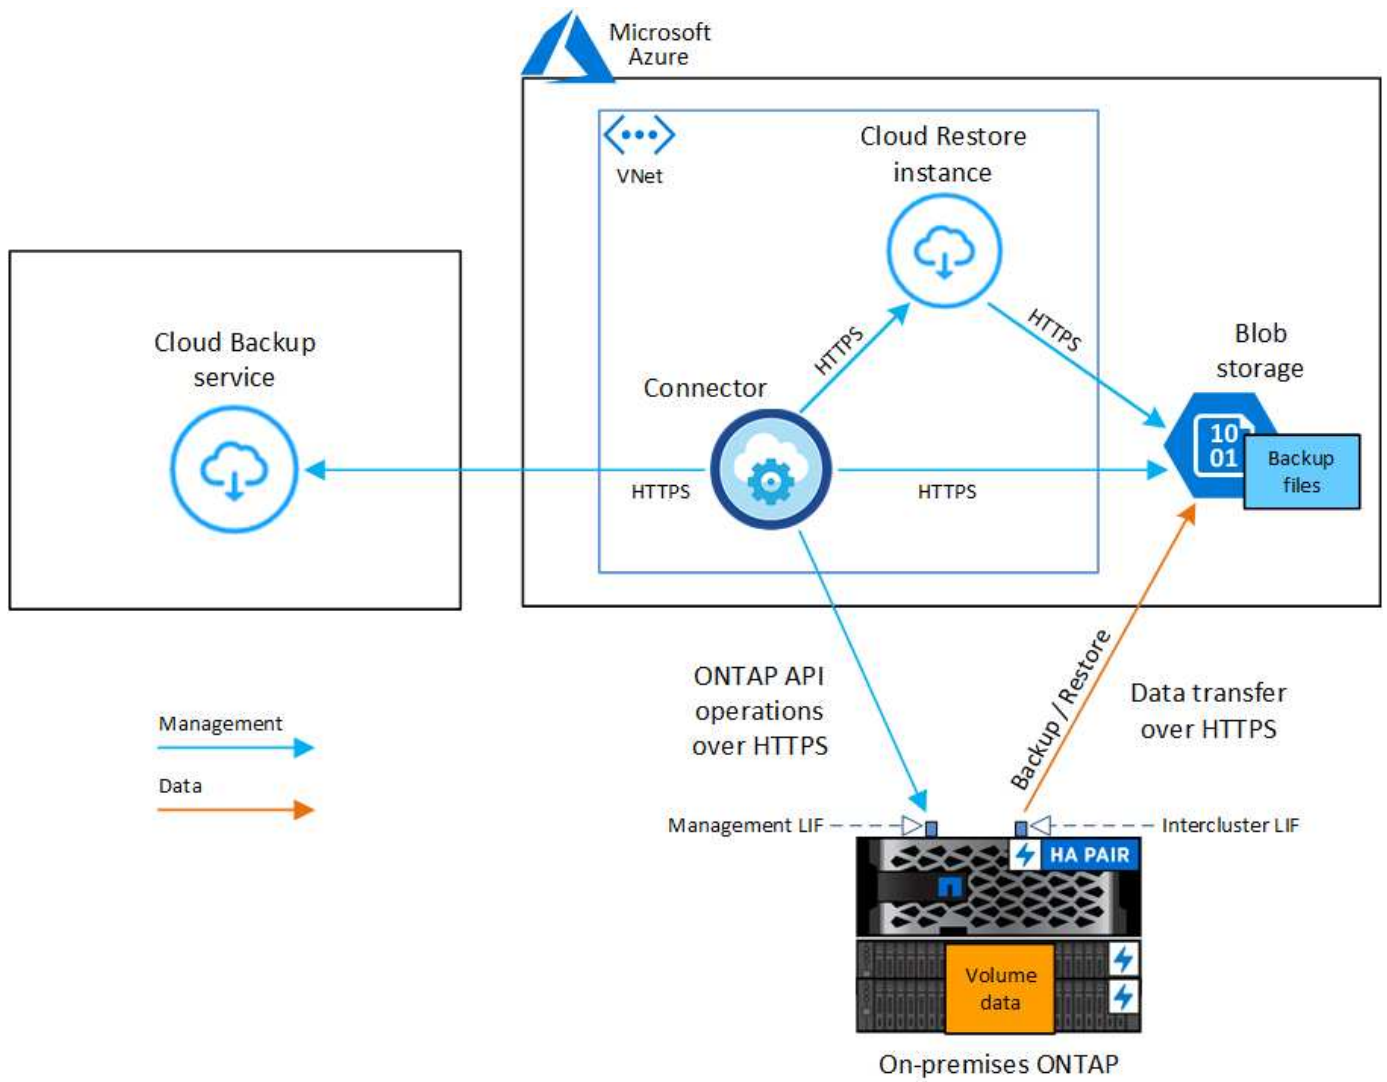 Microsoft
Azure
VNet
Cloud Restore
instance
Cloud Backup
service
Connector
HTTPS
HTTPS
Blob
storage
10
01
Backup
files
HTTPS
HTTPS
ONTAP API
operations
over HTTPS
Backup / Restore
Data transfer
over HTTPS
Management
Data
Management LIF
Intercluster LIF
HA PAIR
Volume
data
On-premises ONTAP